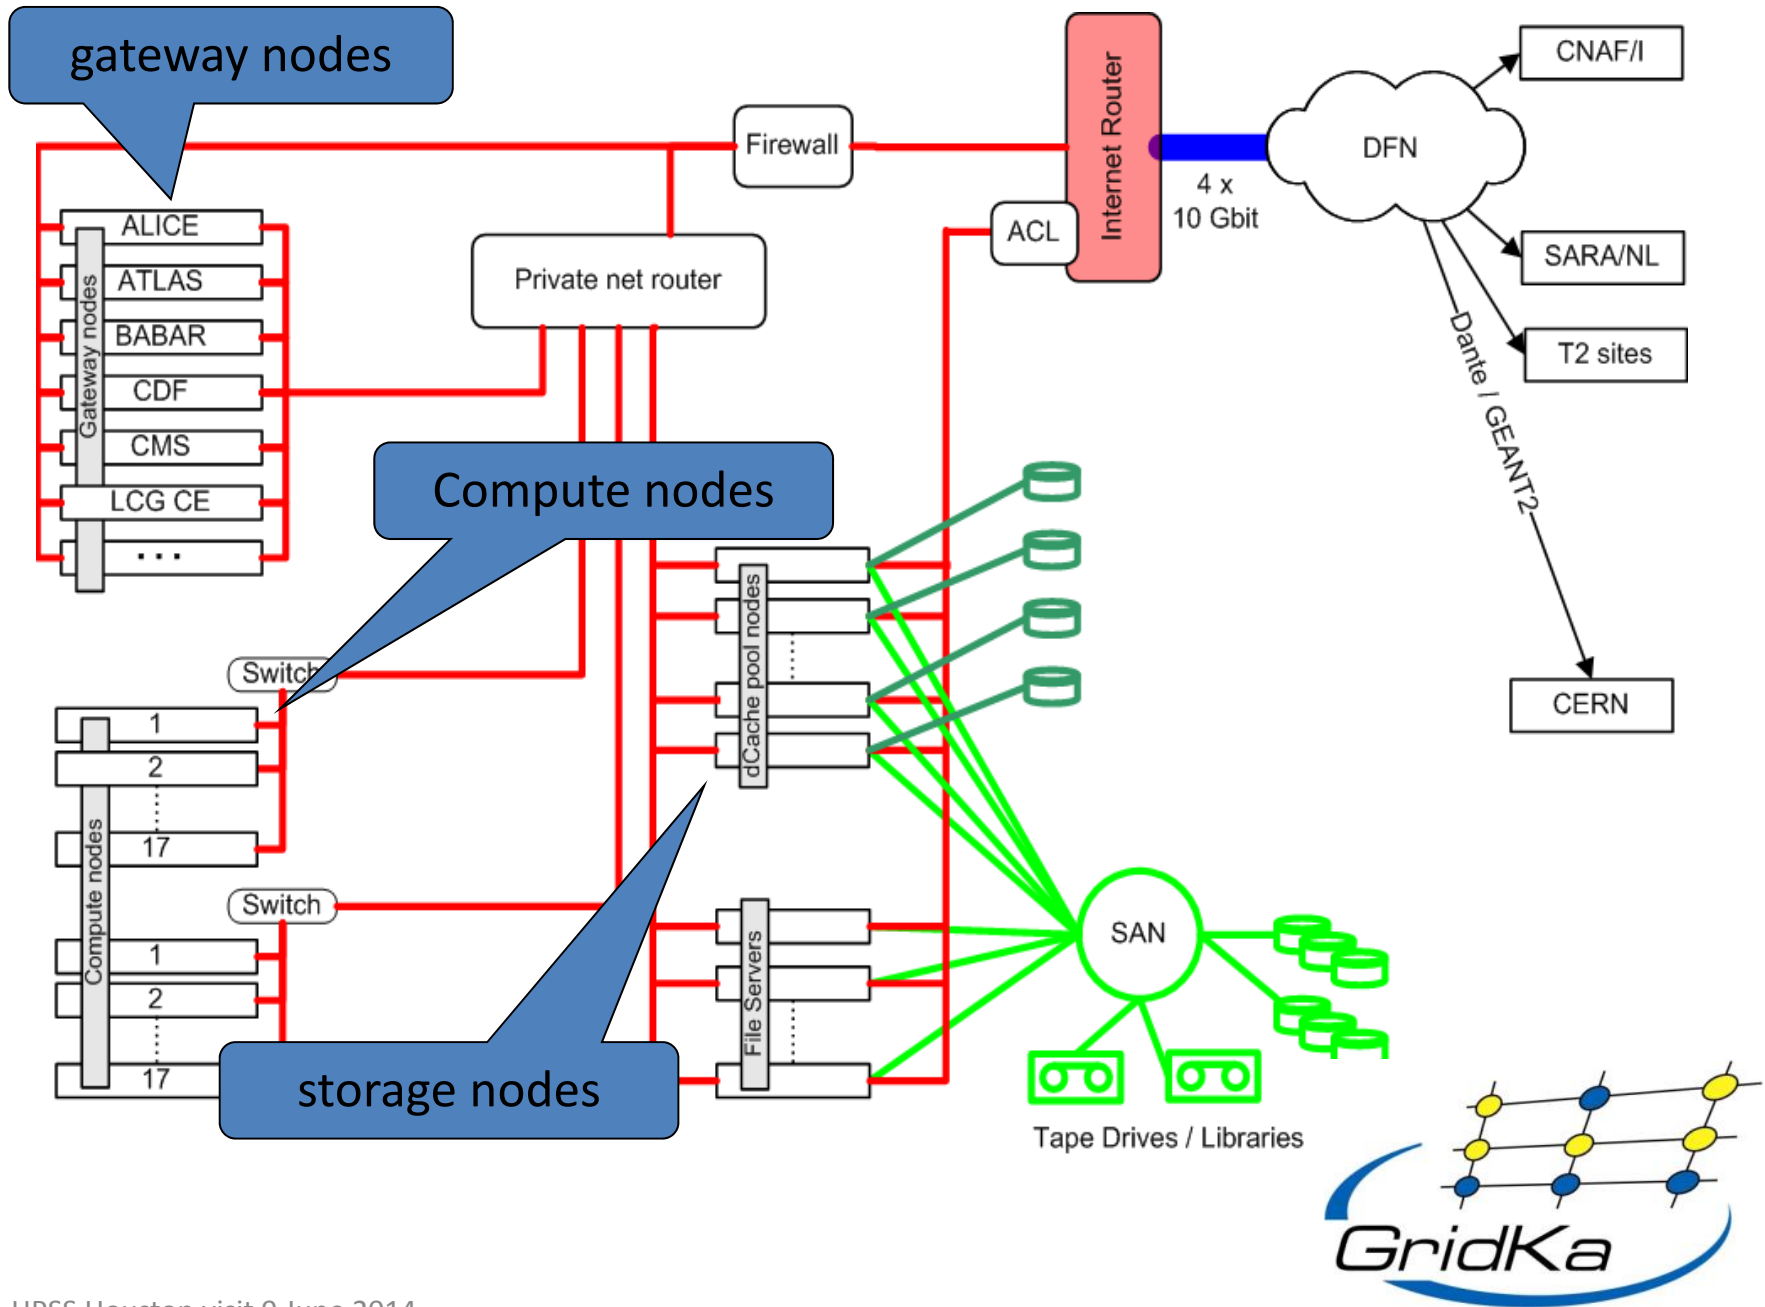 gateway nodes
Firewall
Internet Router
4 x
10 Gbit
DFN
CNAF/I
SARA/NL
T2 sites
Dante / GEANT2
CERN
ACL
Private net router
Gateway nodes
ALICE
ATLAS
BABAR
CDF
CMS
LCG CE
...
Compute nodes
Switch
1
2
17
Compute nodes
Switch
1
2
17
dCache pool nodes
storage nodes
File Servers
SAN
Tape Drives / Libraries
GridKa